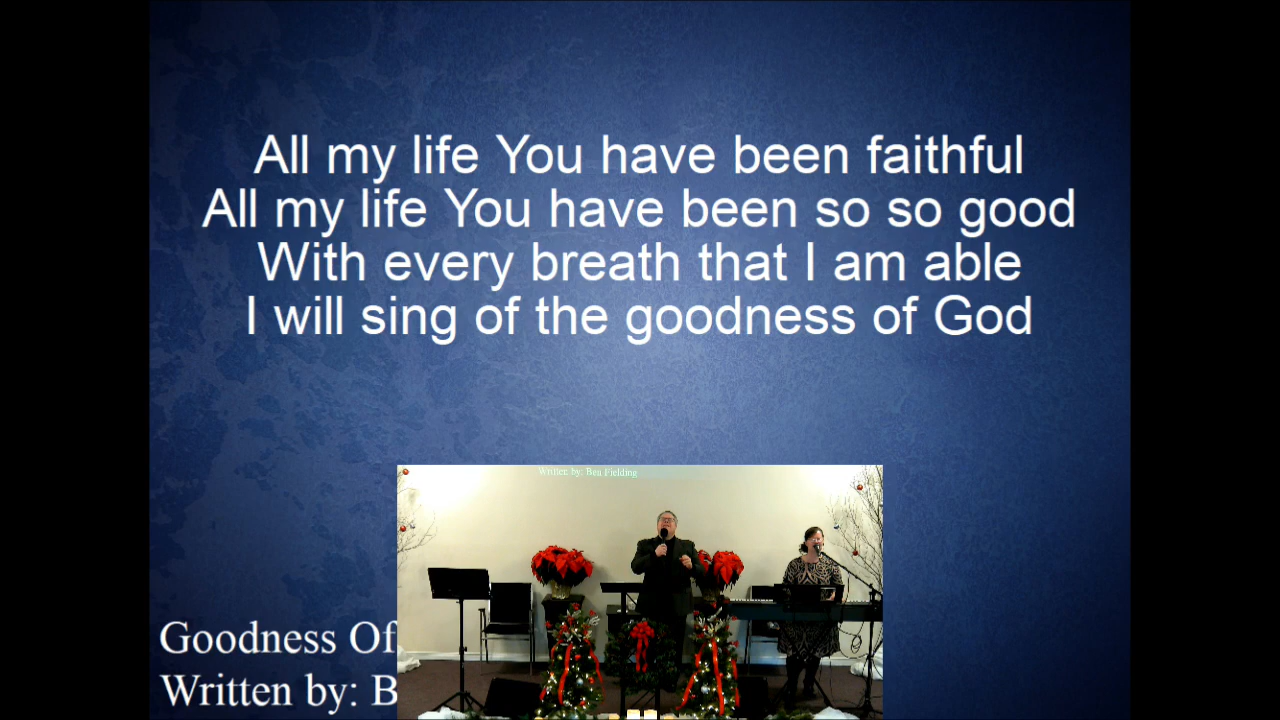 All my life You have been faithful
All my life You have been so so good
With every breath that I am able
I will sing of the goodness of God
Written by: Ben Fielding
Goodness Of
Written by: B